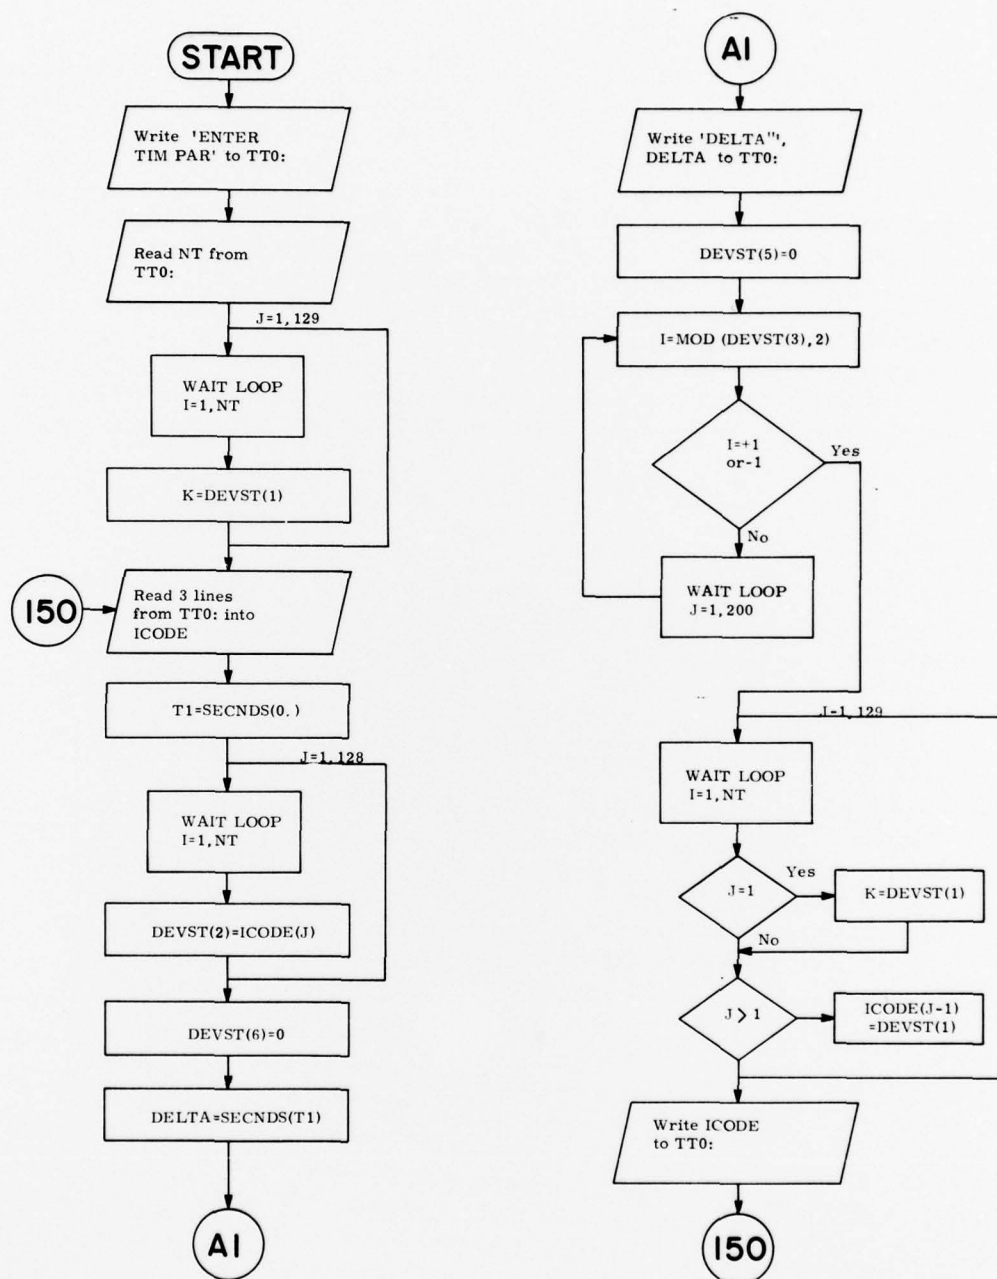 START
Write 'ENTER
TIM PAR' to TT0:
Read NT from
TT0:
J=1,129
WAIT LOOP
I=1,NT
K=DEVST(1)
150
Read 3 lines
from TT0: into
ICODE
T1=SECNDS(0.)
J=1,128
WAIT LOOP
I=1,NT
DEVST(2)=ICODE(J)
DEVST(6)=0
DELTA=SECNDS(T1)
A1
A1
Write 'DELTA"',
DELTA to TT0:
DEVST(5)=0
I=MOD (DEVST(3),2)
I=+1
or-1
Yes
No
WAIT LOOP
J=1,200
J-1,129
WAIT LOOP
I=1,NT
J=1
Yes
K=DEVST(1)
No
J > 1
ICODE(J-1)
=DEVST(1)
Write ICODE
to TT0:
150